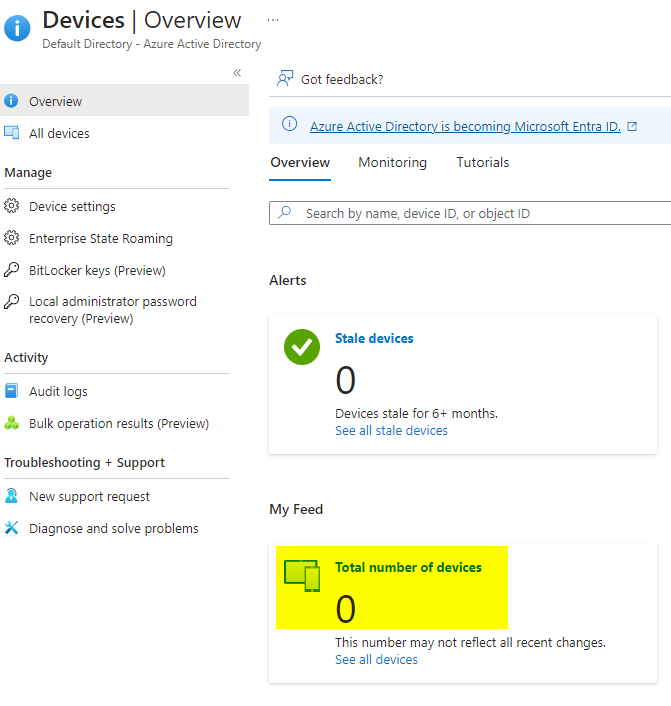 Devices | Overview ...
Default Directory - Azure Active Directory
«
Overview
All devices
Manage
Device settings
Enterprise State Roaming
BitLocker keys (Preview)
Local administrator password
recovery (Preview)
Activity
Audit logs
Bulk operation results (Preview)
Troubleshooting + Support
New support request
Diagnose and solve problems
Got feedback?
Azure Active Directory is becoming Microsoft Entra ID.
Overview Monitoring Tutorials
Search by name, device ID, or object ID
Alerts
Stale devices
0
Devices stale for 6+ months.
See all stale devices
My Feed
Total number of devices
0
This number may not reflect all recent changes.
See all devices